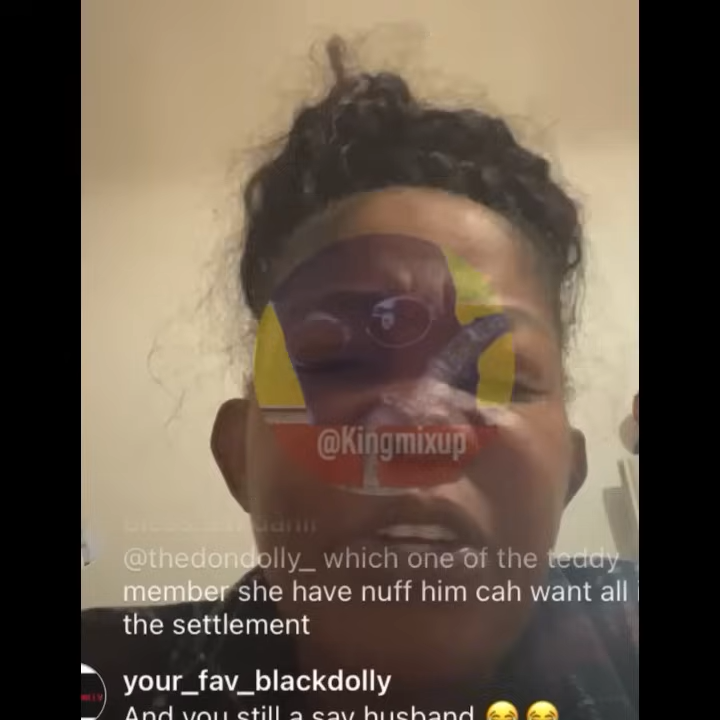 @Kingmixup
@thedondolly_ which one of the teddy
member she have nuff him cah want all
the settlement
your_fav_blackdolly
And you still a say husband 😂😂